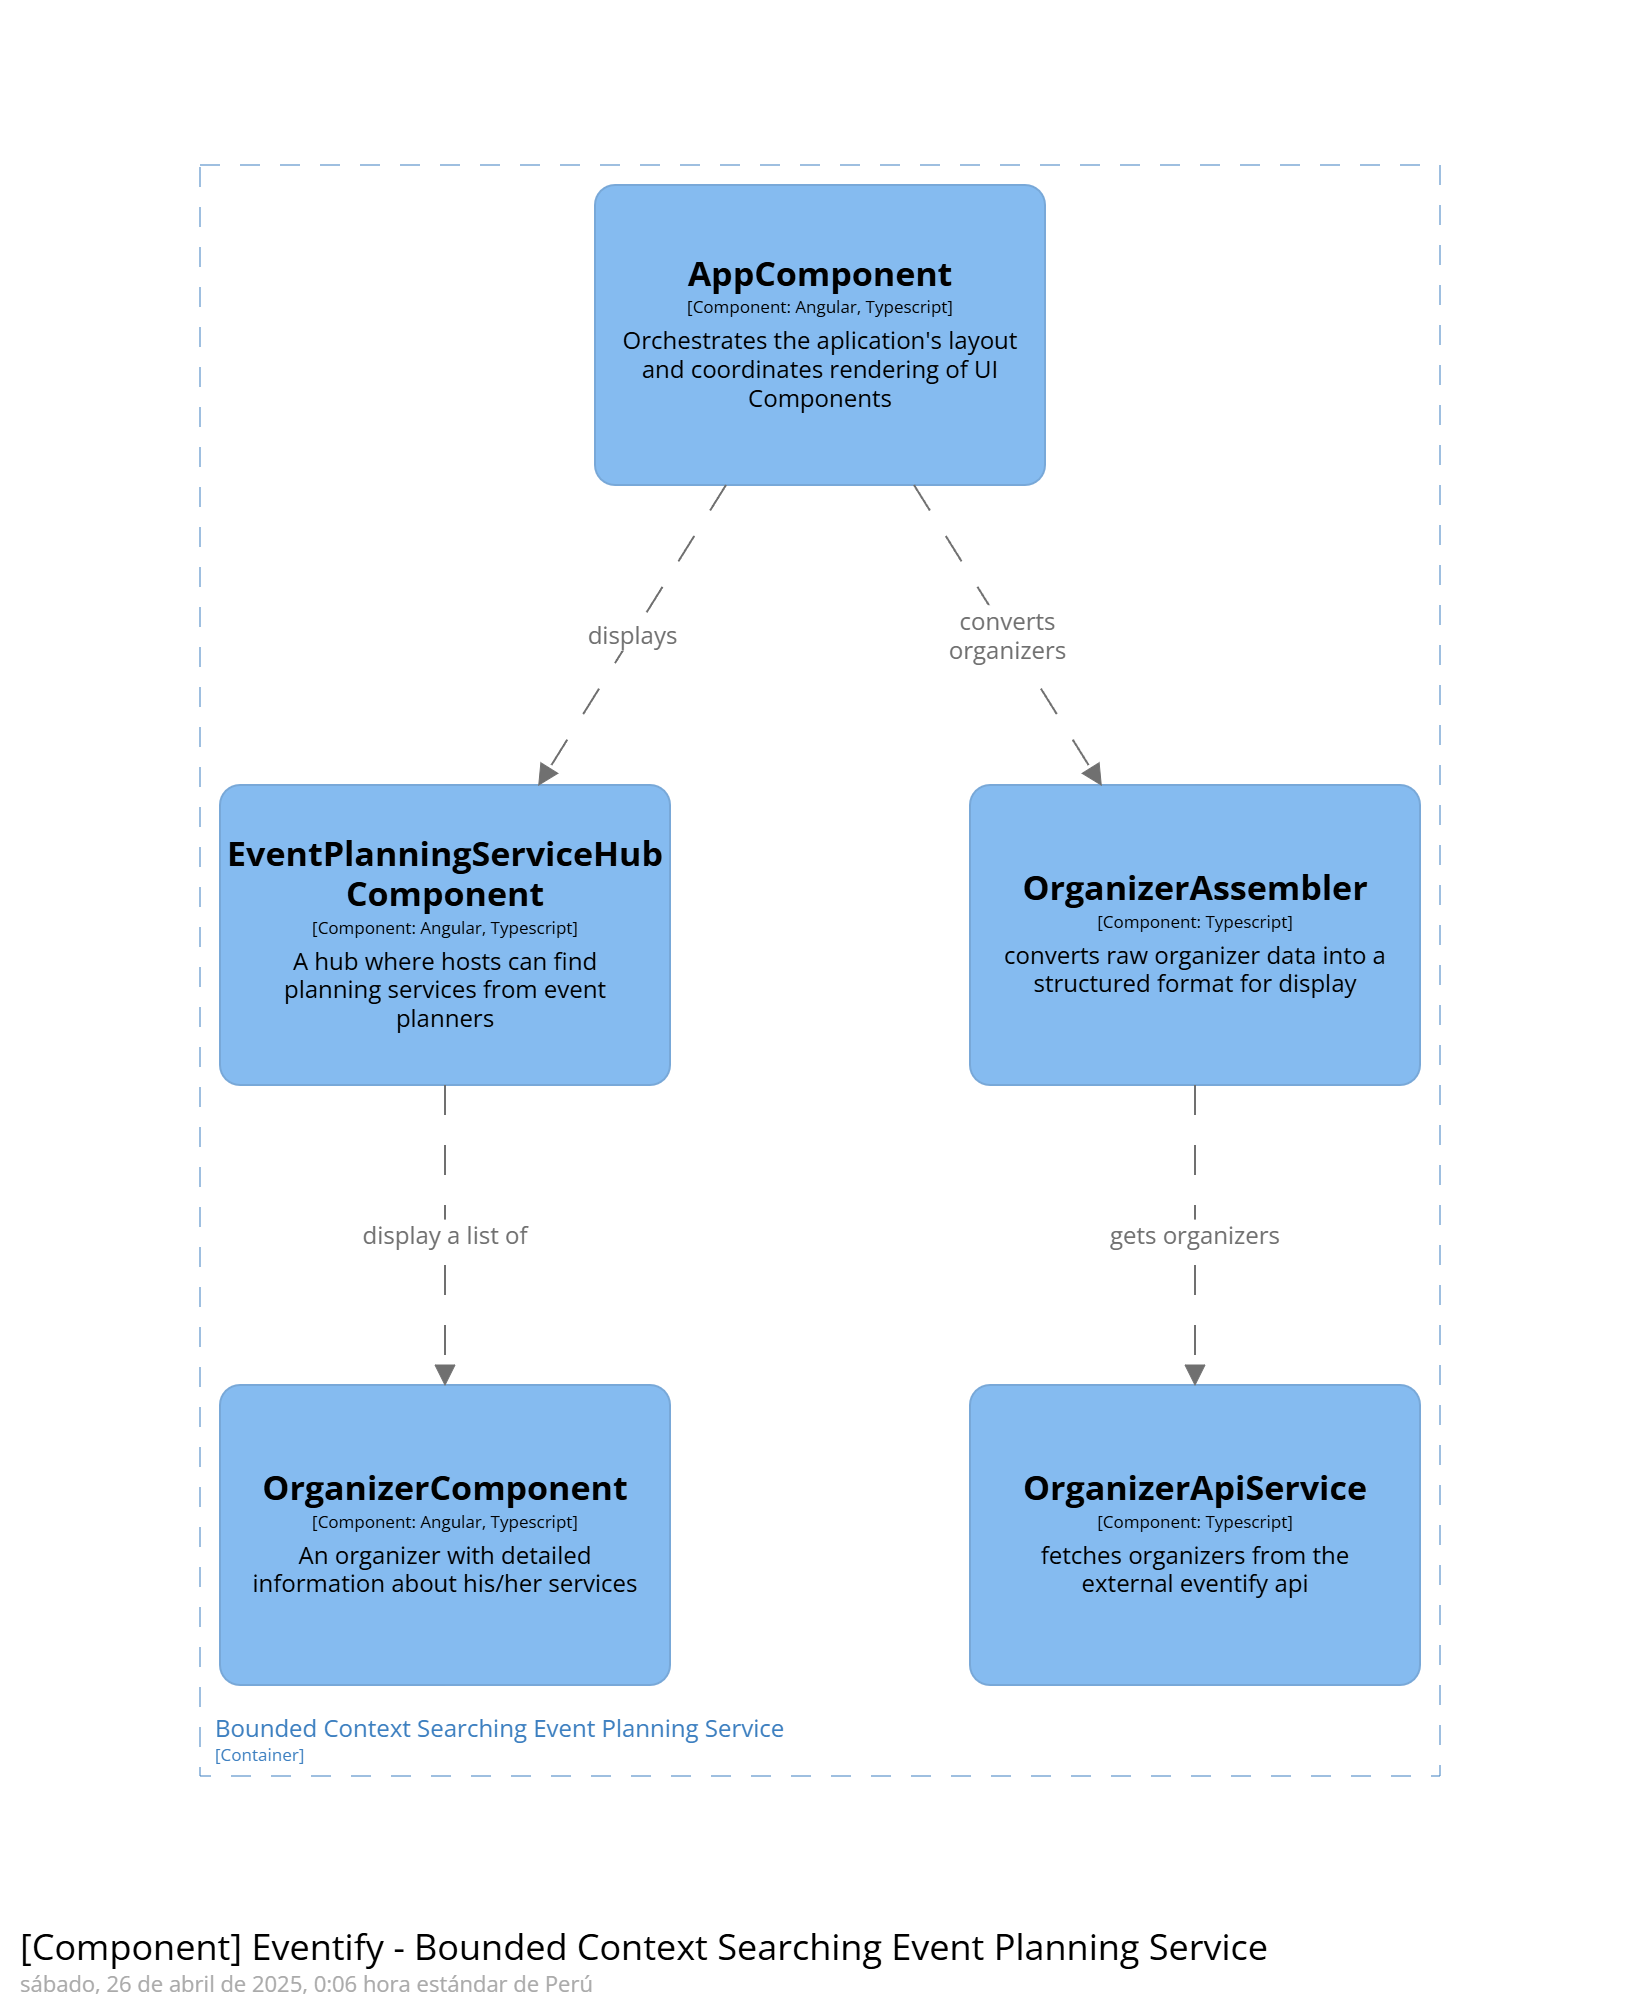 AppComponent
[Component: Angular, Typescript]
Orchestrates the aplication's layout
and coordinates rendering of UI
Components
displays
converts
organizers
EventPlanningServiceHub
Component
[Component: Angular, Typescript]
A hub where hosts can find
planning services from event
planners
OrganizerAssembler
[Component: Typescript]
converts raw organizer data into a
structured format for display
display a list of
gets organizers
OrganizerComponent
[Component: Angular, Typescript]
An organizer with detailed
information about his/her services
OrganizerApiService
[Component: Typescript]
fetches organizers from the
external eventify api
Bounded Context Searching Event Planning Service
[Container]
[Component] Eventify - Bounded Context Searching Event Planning Service
sábado, 26 de abril de 2025, 0:06 hora estándar de Perú